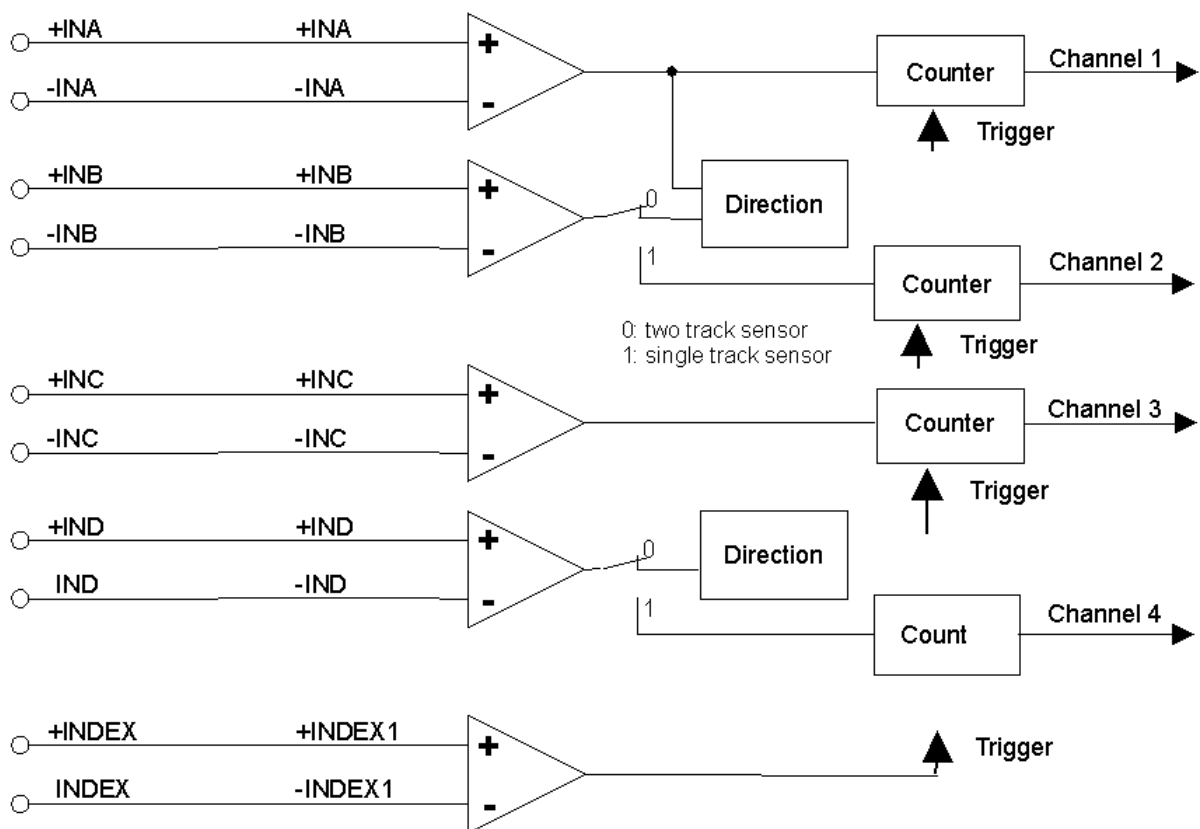 +INA +INA
+
-INA -INA
-
Counter
Channel 1
Trigger
+INB +INB
+
-INB -INB
-
0
1
Direction
Counter
Channel 2
Trigger
0: two track sensor
1: single track sensor
+INC +INC
+
-INC -INC
-
Counter
Channel 3
Trigger
+IND +IND
+
IND -IND
-
0
1
Direction
Count
Channel 4
+INDEX +INDEX1
+
INDEX -INDEX1
-
Trigger